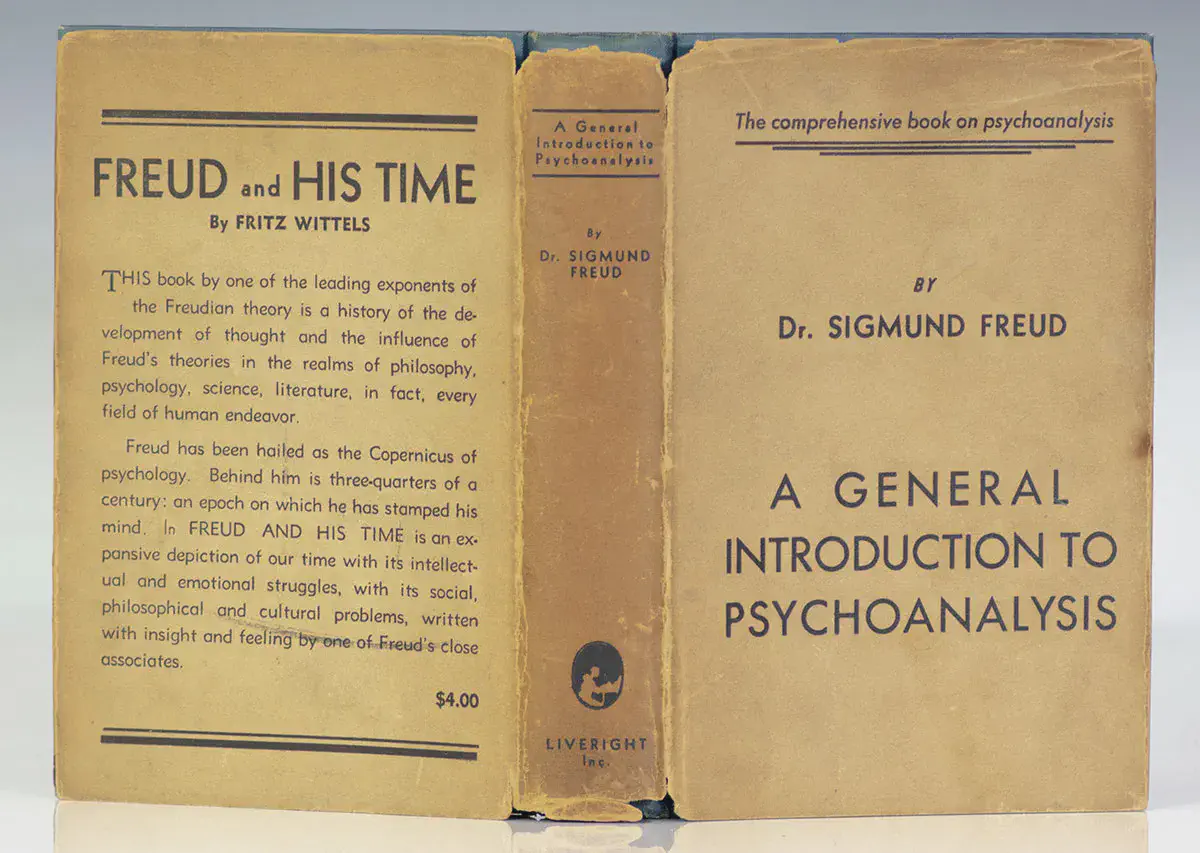 FREUD and HIS TIME
By FRITZ WITTELS
THIS book by one of the leading exponents of
the Freudian theory is a history of the de-
velopment of thought and the influence of
Freud's theories in the realms of philosophy,
psychology, science, literature, in fact, every
field of human endeavor.
Freud has been hailed as the Copernicus of
psychology. Behind him is three-quarters of a
century: an epoch on which he has stamped his
mind. In FREUD AND HIS TIME is an ex-
pansive depiction of our time with its intellect-
ual and emotional struggles, with its social,
philosophical and cultural problems, written
with insight and feeling by one of Freud's close
associates.
$4.00
A General
Introduction to
Psychoanalysis
By
Dr. SIGMUND
FREUD
LIVERIGHT
Inc.
The comprehensive book on psychoanalysis
BY
Dr. SIGMUND FREUD
A GENERAL
INTRODUCTION TO
PSYCHOANALYSIS